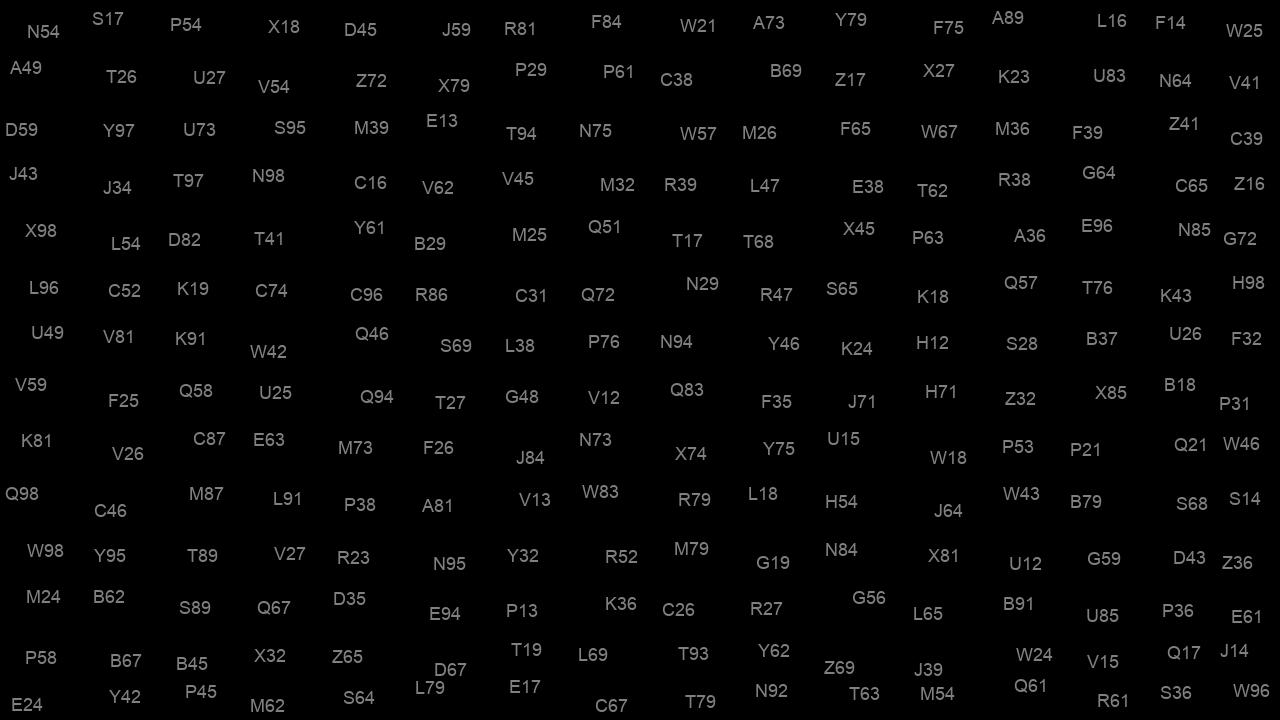 N54 S17 P54 X18 D45 J59 R81 F84 W21 A73 Y79 F75 A89 L16 F14 W25
A49 T26 U27 V54 Z72 X79 P29 P61 C38 B69 Z17 X27 K23 U83 N64 V41
D59 Y97 U73 S95 M39 E13 T94 N75 W57 M26 F65 W67 M36 F39 Z41 C39
J43 J34 T97 N98 C16 V62 V45 M32 R39 L47 E38 T62 R38 G64 C65 Z16
X98 L54 D82 T41 Y61 B29 M25 Q51 T17 T68 X45 P63 A36 E96 N85 G72
L96 C52 K19 C74 C96 R86 C31 Q72 N29 R47 S65 K18 Q57 T76 K43 H98
U49 V81 K91 W42 Q46 S69 L38 P76 N94 Y46 K24 H12 S28 B37 U26 F32
V59 F25 Q58 U25 Q94 T27 G48 V12 Q83 F35 J71 H71 Z32 X85 B18 P31
K81 V26 C87 E63 M73 F26 J84 N73 X74 Y75 U15 W18 P53 P21 Q21 W46
Q98 C46 M87 L91 P38 A81 V13 W83 R79 L18 H54 J64 W43 B79 S68 S14
W98 Y95 T89 V27 R23 N95 Y32 R52 M79 G19 N84 X81 U12 G59 D43 Z36
M24 B62 S89 Q67 D35 E94 P13 K36 C26 R27 G56 L65 B91 U85 P36 E61
P58 B67 B45 X32 Z65 D67 T19 L69 T93 Y62 Z69 J39 W24 V15 Q17 J14
E24 Y42 P45 M62 S64 L79 E17 C67 T79 N92 T63 M54 Q61 R61 S36 W96